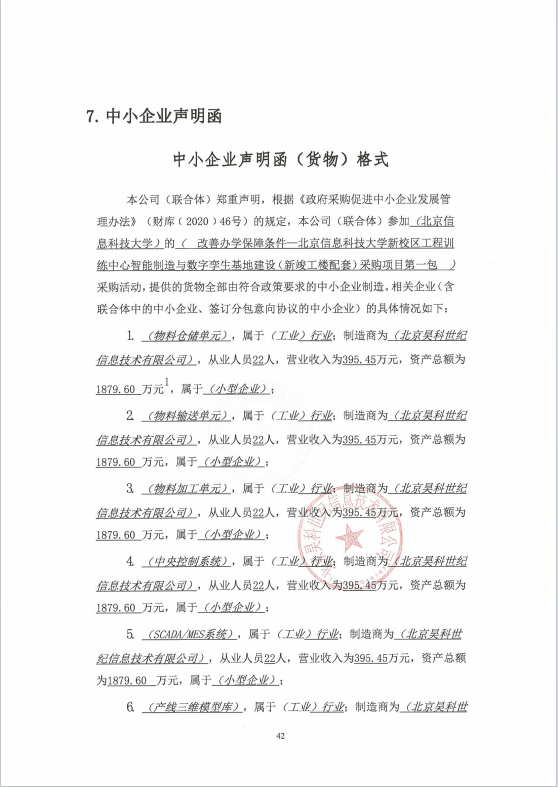 7. 中小企业声明函
中小企业声明函（货物）格式
本公司（联合体）郑重声明，根据《政府采购促进中小企业发展管
理办法》（财库﹝2020﹞46号）的规定，本公司（联合体）参加（北京信
息科技大学）的（ 改善办学保障条件—北京信息科技大学新校区工程训
练中心智能制造与数字孪生基地建设（新竣工楼配套）采购项目第一包 ）
采购活动，提供的货物全部由符合政策要求的中小企业制造。相关企业（含
联合体中的中小企业、签订分包意向协议的中小企业）的具体情况如下：
1. （物料仓储单元），属于（工业）行业；制造商为（北京昊科世纪
信息技术有限公司），从业人员22人，营业收入为395.45万元，资产总额为
1879.60 万元1，属于（小型企业）；
2. （物料输送单元），属于（工业）行业；制造商为（北京昊科世纪
信息技术有限公司），从业人员22人，营业收入为395.45万元，资产总额为
1879.60 万元，属于（小型企业）；
3. （物料加工单元），属于（工业）行业；制造商为（北京昊科世纪
信息技术有限公司），从业人员22人，营业收入为395.45万元，资产总额为
1879.60 万元，属于（小型企业）；
4. （中央控制系统），属于（工业）行业；制造商为（北京昊科世纪
信息技术有限公司），从业人员22人，营业收入为395.45万元，资产总额为
1879.60 万元，属于（小型企业）；
5. （SCADA/MES系统），属于（工业）行业；制造商为（北京昊科世
纪信息技术有限公司），从业人员22人，营业收入为395.45万元，资产总额
为1879.60 万元，属于（小型企业）；
6. （产线三维模型库），属于（工业）行业；制造商为（北京昊科世
42